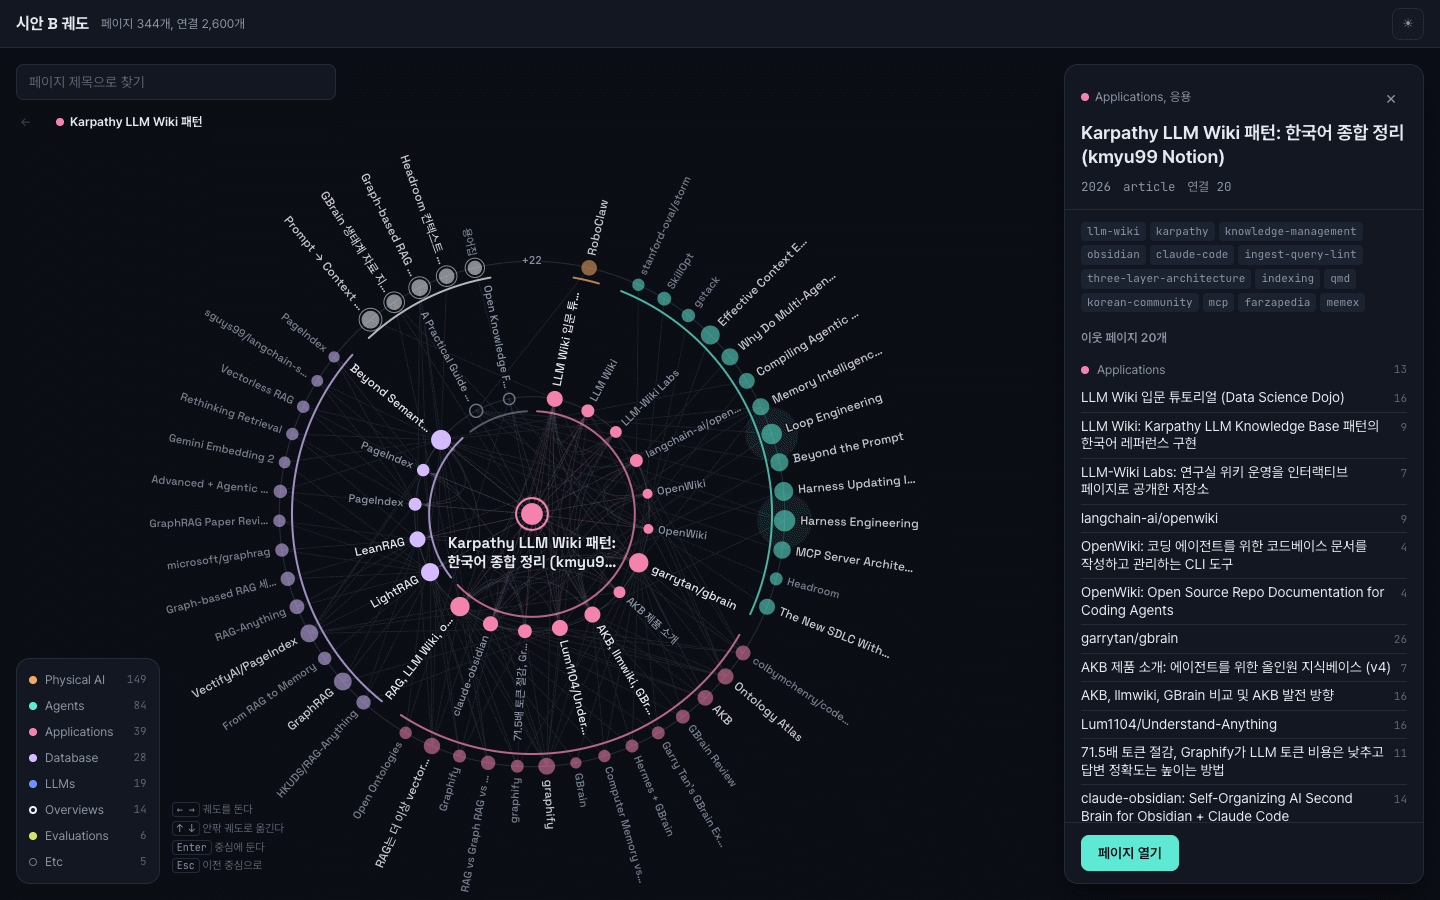 시안 B 궤도
페이지 344개, 연결 2,600개
페이지 제목으로 찾기
←
Karpathy LLM Wiki 패턴
Prompt → Context ...
GBrain 생태계 자료 지...
Graph-based RAG ...
Headroom 컨텍스트 ...
용어집
+22
RoboClaw
stanford-oval/storm
SkillOpt
gstack
Effective Context E...
Why Do Multi-Agen...
Compiling Agentic ...
Memory Intelligenc...
Loop Engineering
Beyond the Prompt
Harness Updating I...
Harness Engineering
MCP Server Archite...
Headroom
The New SDLC With...
colbymchenry/code...
Ontology Atlas
AKB
GBrain Review
Garry Tan's GBrain Ex...
Hermes + GBrain
Computer Memory vs...
GBrain
graphify
graphify
RAG vs Graph RAG vs ...
Graphify
RAG는 더 이상 vector...
Open Ontologies
HKUDS/RAG-Anything
GraphRAG
From RAG to Memory
VectifyAI/PageIndex
RAG-Anything
Graph-based RAG 세...
microsoft/graphrag
GraphRAG Paper Revi...
Advanced + Agentic ...
Gemini Embedding 2
Rethinking Retrieval
Vectorless RAG
sguys99/langchain-s...
PageIndex
A Practical Guide ...
Open Knowledge F...
LLM Wiki 입문 튜...
LLM Wiki
LLM-Wiki Labs
langchain-ai/open...
OpenWiki
OpenWiki
garrytan/gbrain
AKB 제품 소개
AKB, llmwiki, GBr...
Lum1104/Under...
71.5배 토큰 절감, Gr...
claude-obsidian
RAG, LLM Wiki, o...
LightRAG
LeanRAG
PageIndex
PageIndex
Beyond Semant...
Karpathy LLM Wiki 패턴:
한국어 종합 정리 (kmyu9...
Physical AI 149
Agents 84
Applications 39
Database 28
LLMs 19
Overviews 14
Evaluations 6
Etc 5
← → 궤도를 돈다
↑ ↓ 안팎 궤도로 옮긴다
Enter 중심에 둔다
Esc 이전 중심으로
Applications, 응용
×
Karpathy LLM Wiki 패턴: 한국어 종합 정리
(kmyu99 Notion)
2026 article 연결 20
llm-wiki karpathy knowledge-management
obsidian claude-code ingest-query-lint
three-layer-architecture indexing qmd
korean-community mcp farzapedia memex
이웃 페이지 20개
Applications 13
LLM Wiki 입문 튜토리얼 (Data Science Dojo) 16
LLM Wiki: Karpathy LLM Knowledge Base 패턴의 9
한국어 레퍼런스 구현
LLM-Wiki Labs: 연구실 위키 운영을 인터랙티브 7
페이지로 공개한 저장소
langchain-ai/openwiki 9
OpenWiki: 코딩 에이전트를 위한 코드베이스 문서를 4
작성하고 관리하는 CLI 도구
OpenWiki: Open Source Repo Documentation for 4
Coding Agents
garrytan/gbrain 26
AKB 제품 소개: 에이전트를 위한 올인원 지식베이스 (v4) 7
AKB, llmwiki, GBrain 비교 및 AKB 발전 방향 16
Lum1104/Understand-Anything 16
71.5배 토큰 절감, Graphify가 LLM 토큰 비용은 낮추고 11
답변 정확도는 높이는 방법
claude-obsidian: Self-Organizing AI Second 14
Brain for Obsidian + Claude Code
페이지 열기